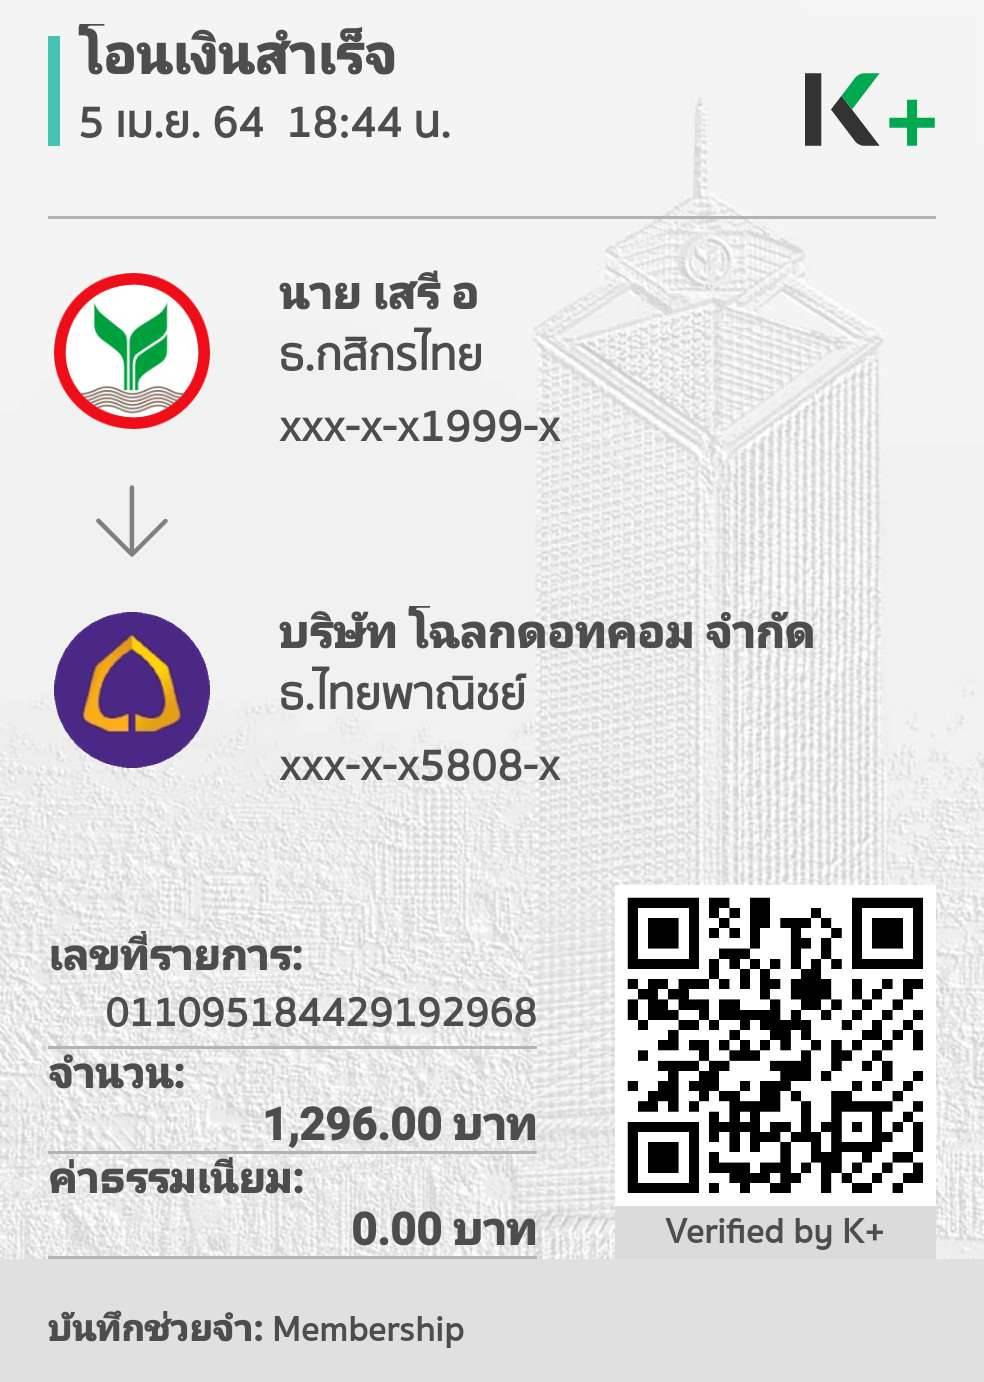 โอนเงินสำเร็จ
5 เม.ย. 64 18:44 น.
K+
นาย เสรี อ
ธ.กสิกรไทย
xxx-x-x1999-x
บริษัท โฉลกดอทคอม จำกัด
ธ.ไทยพาณิชย์
xxx-x-x5808-x
เลขที่รายการ:
011095184429192968
จำนวน:
1,296.00 บาท
ค่าธรรมเนียม:
0.00 บาท
Verified by K+
บันทึกช่วยจำ: Membership